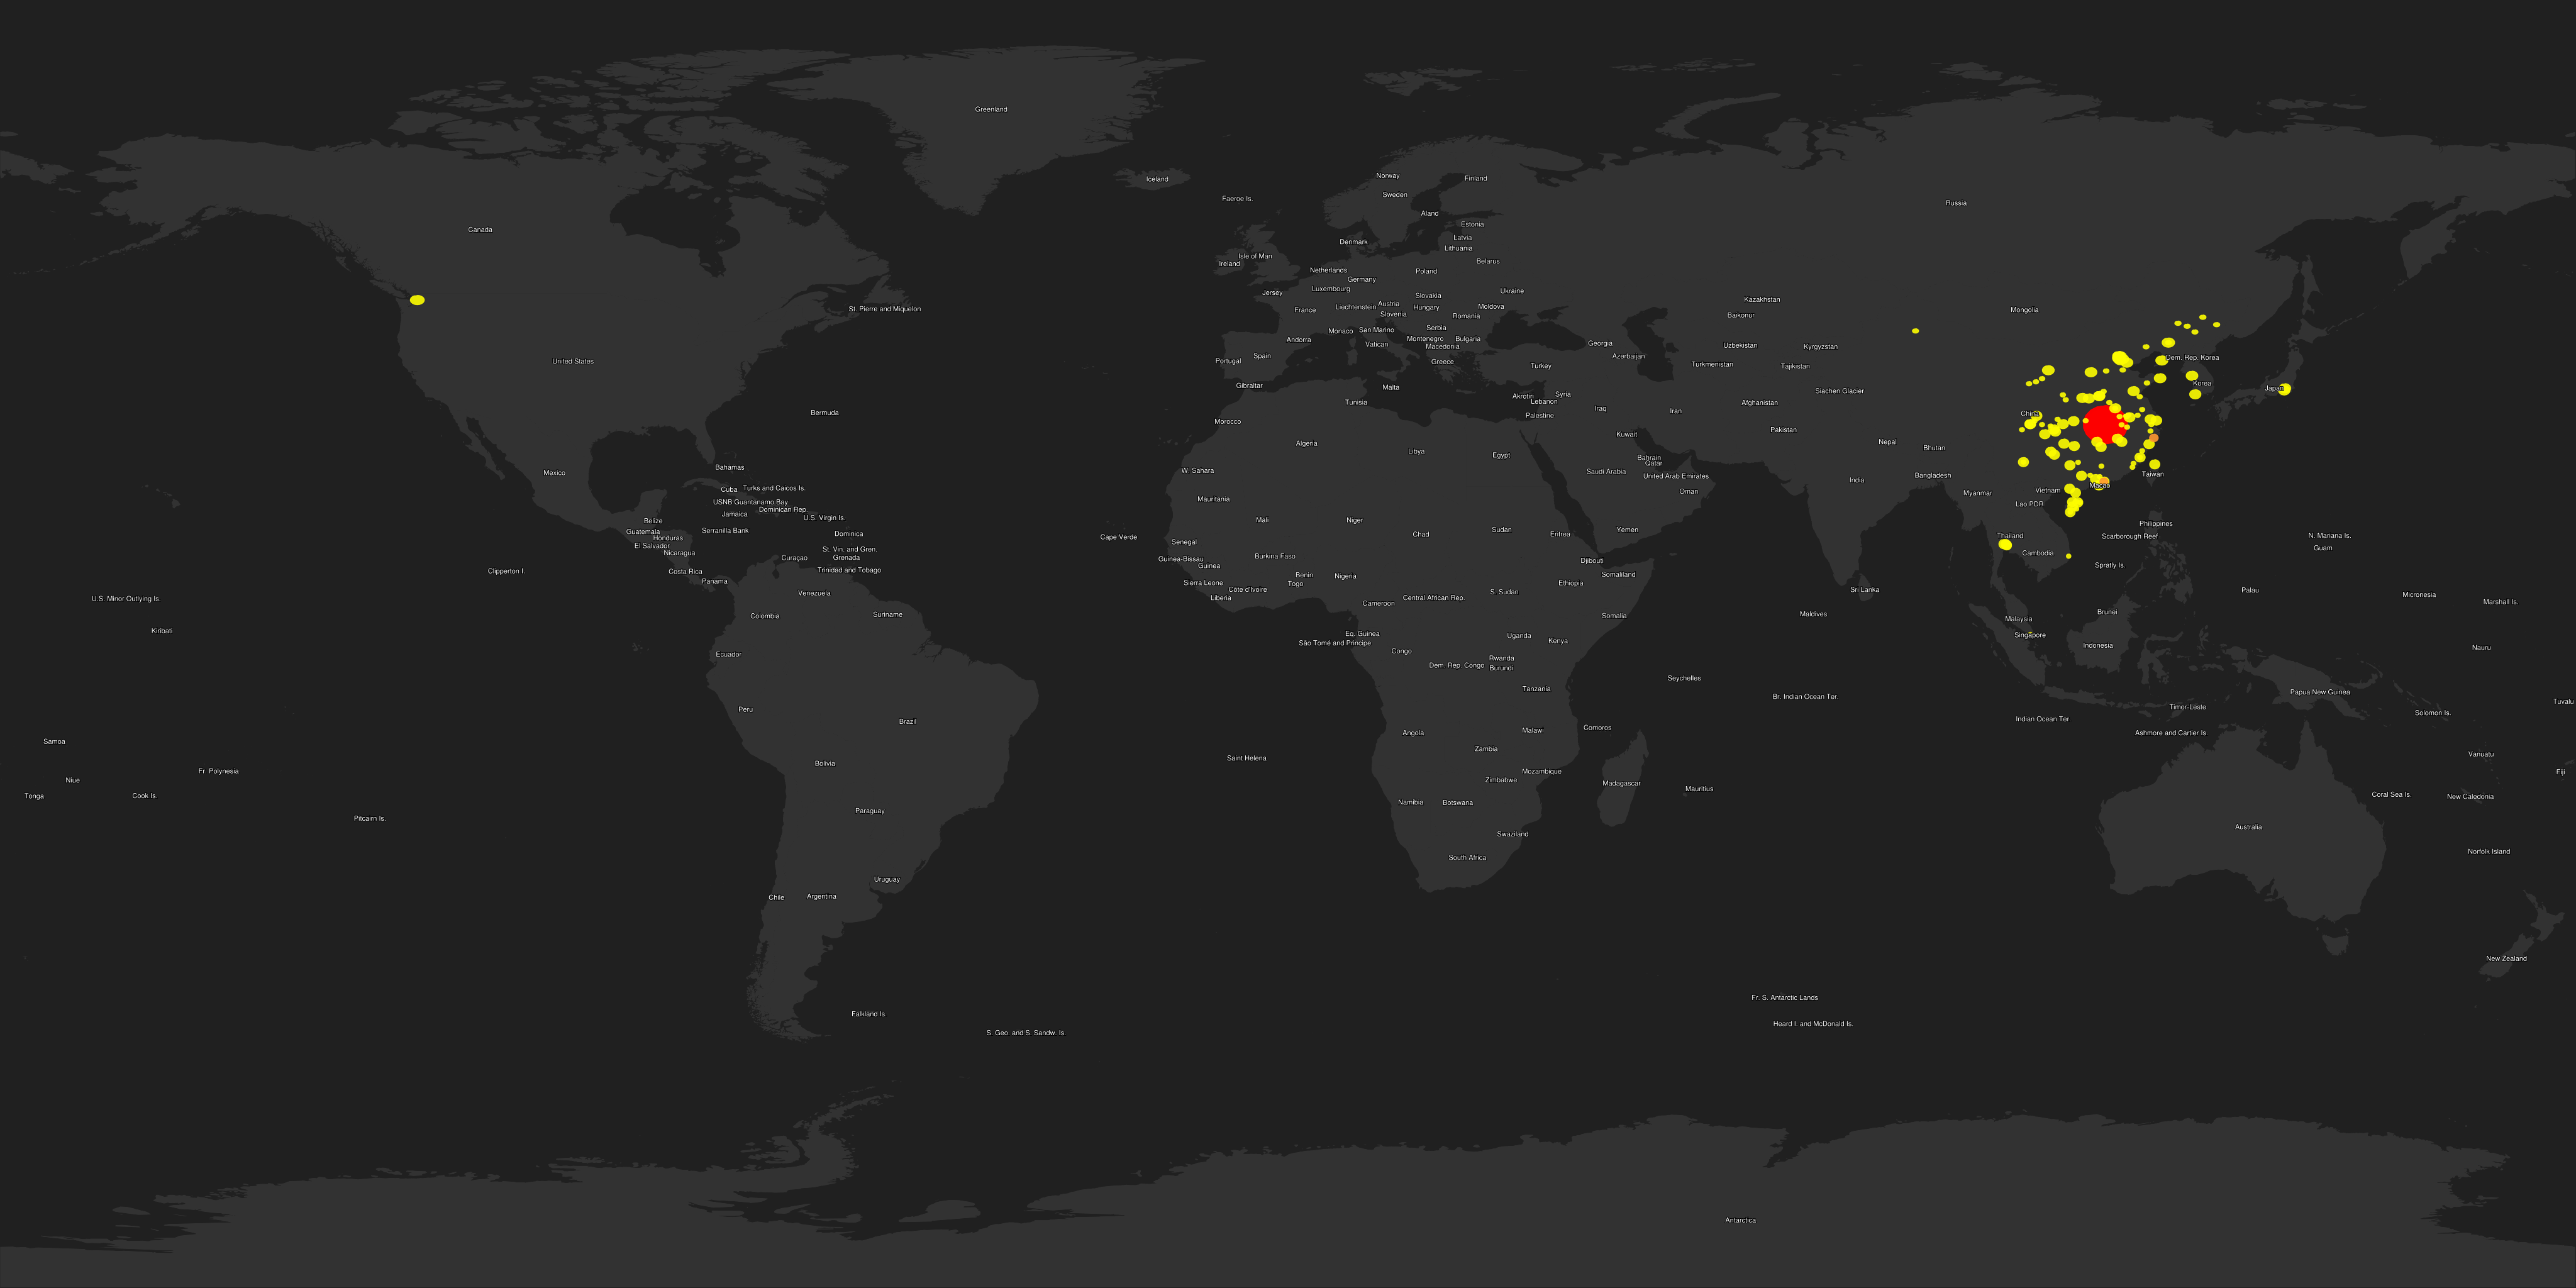 Greenland
Iceland
Norway
Finland
Sweden
Faeroe Is.
Russia
Aland
Estonia
Canada
Latvia
Denmark
Lithuania
Isle of Man
Ireland
Belarus
Netherlands
Poland
Germany
Luxembourg
Jersey
Ukraine
Slovakia
Kazakhstan
Austria
Liechtenstein
Hungary
Moldova
St. Pierre and Miquelon
France
Mongolia
Slovenia
Baikonur
Romania
Serbia
San Marino
Monaco
Andorra
Montenegro
Bulgaria
Vatican
Georgia
Uzbekistan
Macedonia
Kyrgyzstan
Spain
Azerbaijan
Dem. Rep. Korea
Portugal
United States
Greece
Turkmenistan
Turkey
Tajikistan
Korea
Gibraltar
Malta
Japan
Siachen Glacier
Syria
Akrotiri
Lebanon
Tunisia
Afghanistan
Iraq
Iran
Bermuda
China
Palestine
Morocco
Pakistan
Kuwait
Algeria
Nepal
Bhutan
Libya
Egypt
Bahrain
Qatar
Bahamas
W. Sahara
Saudi Arabia
Mexico
Taiwan
United Arab Emirates
Bangladesh
India
Macau
Turks and Caicos Is.
Cuba
Vietnam
Oman
Myanmar
Mauritania
USNB Guantanamo Bay
Lao PDR
Dominican Rep.
Jamaica
U.S. Virgin Is.
Mali
Niger
Belize
Philippines
Serranilla Bank
Sudan
Yemen
Guatemala
Dominica
Chad
Eritrea
Thailand
Scarborough Reef
N. Mariana Is.
Cape Verde
Honduras
Senegal
El Salvador
Guam
St. Vin. and Gren.
Nicaragua
Cambodia
Burkina Faso
Grenada
Curaçao
Guinea-Bissau
Djibouti
Guinea
Spratly Is.
Trinidad and Tobago
Clipperton I.
Costa Rica
Somaliland
Benin
Nigeria
Panama
Sierra Leone
Togo
Ethiopia
Côte d'Ivoire
Sri Lanka
Palau
S. Sudan
Venezuela
Micronesia
Liberia
Central African Rep.
U.S. Minor Outlying Is.
Marshall Is.
Cameroon
Brunei
Maldives
Suriname
Colombia
Somalia
Malaysia
Kiribati
Eq. Guinea
Singapore
Uganda
Kenya
São Tomé and Principe
Indonesia
Nauru
Congo
Ecuador
Rwanda
Dem. Rep. Congo
Burundi
Seychelles
Tanzania
Papua New Guinea
Br. Indian Ocean Ter.
Tuvalu
Timor-Leste
Peru
Solomon Is.
Indian Ocean Ter.
Brazil
Comoros
Malawi
Angola
Ashmore and Cartier Is.
Samoa
Zambia
Vanuatu
Saint Helena
Bolivia
Fr. Polynesia
Mozambique
Fiji
Niue
Zimbabwe
Madagascar
Mauritius
Coral Sea Is.
Tonga
Cook Is.
New Caledonia
Namibia
Botswana
Paraguay
Pitcairn Is.
Australia
Swaziland
Norfolk Island
South Africa
Uruguay
Argentina
Chile
New Zealand
Fr. S. Antarctic Lands
Falkland Is.
Heard I. and McDonald Is.
S. Geo. and S. Sandw. Is.
Antarctica